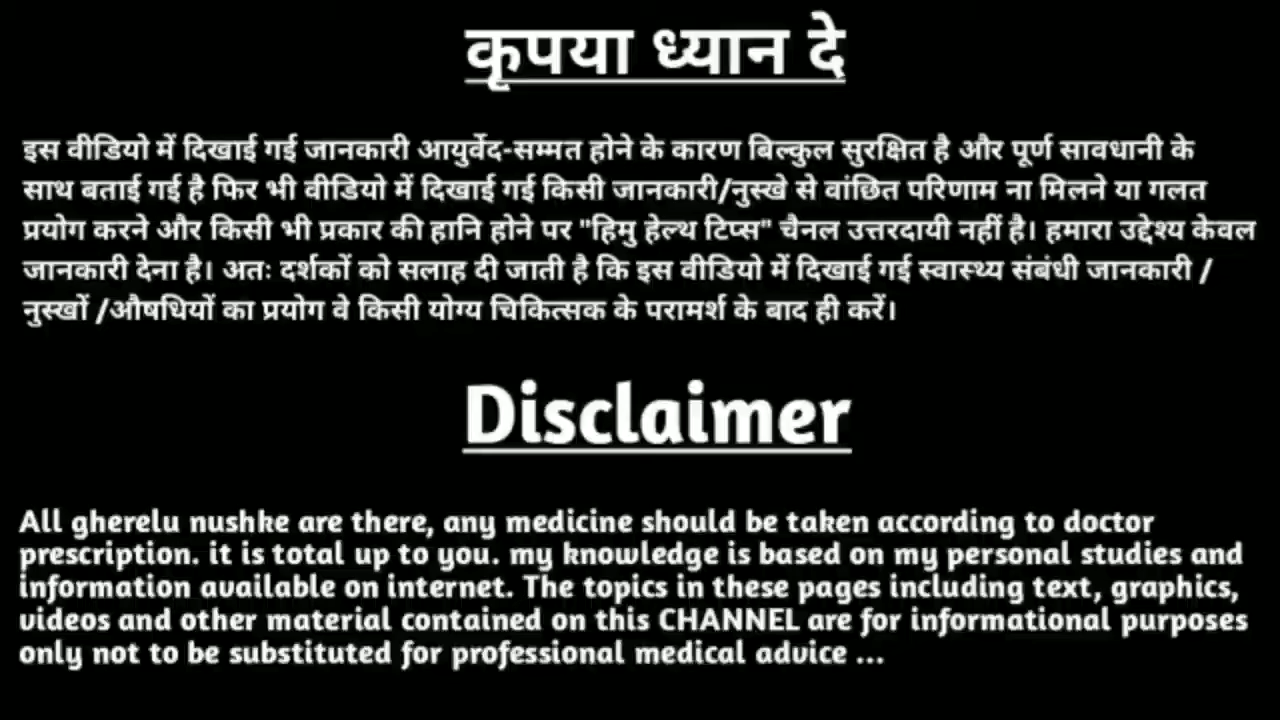 कृपया ध्यान दे
इस वीडियो में दिखाई गई जानकारी आयुर्वेद-सम्मत होने के कारण बिल्कुल सुरक्षित है और पूर्ण सावधानी के
साथ बताई गई है फिर भी वीडियो में दिखाई गई किसी जानकारी/नुस्खे से वांछित परिणाम ना मिलने या गलत
प्रयोग करने और किसी भी प्रकार की हानि होने पर "हिमु हेल्थ टिप्स" चैनल उत्तरदायी नहीं है। हमारा उद्देश्य केवल
जानकारी देना है। अतः दर्शकों को सलाह दी जाती है कि इस वीडियो में दिखाई गई स्वास्थ्य संबंधी जानकारी /
नुस्खों /औषधियों का प्रयोग वे किसी योग्य चिकित्सक के परामर्श के बाद ही करें।
Disclaimer
All gherelu nushke are there, any medicine should be taken according to doctor
prescription. it is total up to you. my knowledge is based on my personal studies and
information available on internet. The topics in these pages including text, graphics,
videos and other material contained on this CHANNEL are for informational purposes
only not to be substituted for professional medical advice ...